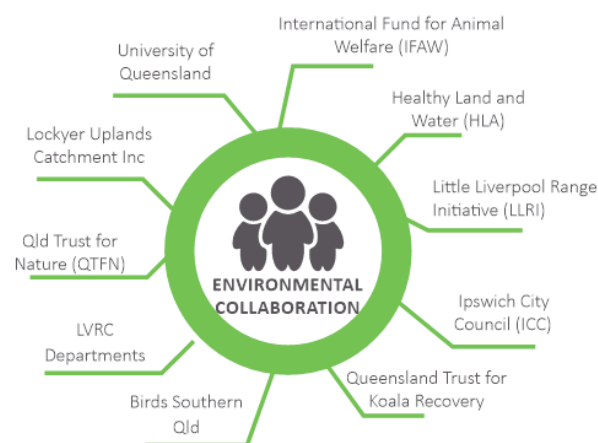 International Fund for Animal
Welfare (IFAW)
University of
Queensland
Healthy Land and
Water (HLA)
Lockyer Uplands
Catchment Inc
Little Liverpool Range
Initiative (LLRI)
Qld Trust for
Nature (QTFN)
ENVIRONMENTAL
COLLABORATION
Ipswich City
Council (ICC)
LVRC
Departments
Queensland Trust for
Koala Recovery
Birds Southern
Qld